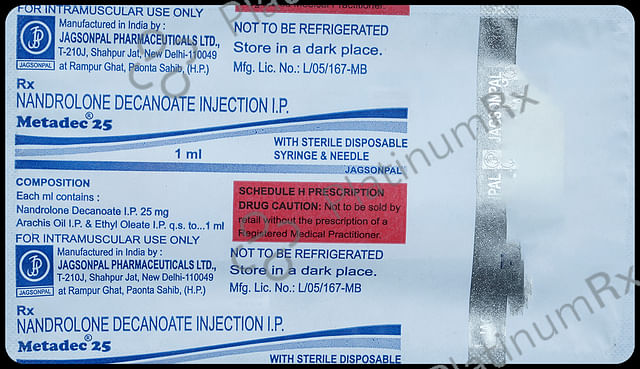 Medical Practitioner.
FOR INTRAMUSCULAR USE ONLY
Manufactured in India by :
JAGSONPAL PHARMACEUTICALS LTD.,
T-210J, Shahpur Jat, New Delhi-110049
at Rampur Ghat, Paonta Sahib, (H.P.)
JAGSONPAL
NOT TO BE REFRIGERATED
Store in a dark place.
Mfg. Lic. No.: L/05/167-MB
Rx
NANDROLONE DECANOATE INJECTION I.P.
Metadec® 25
1 ml
WITH STERILE DISPOSABLE
SYRINGE & NEEDLE
JAGSONPAL
COMPOSITION
Each ml contains :
Nandrolone Decanoate I.P. 25 mg
Arachis Oil I.P. & Ethyl Oleate I.P. q.s. to...1 ml
SCHEDULE H PRESCRIPTION
DRUG CAUTION: Not to be sold by
retail without the prescription of a
Registered Medical Practitioner.
FOR INTRAMUSCULAR USE ONLY
Manufactured in India by :
JAGSONPAL PHARMACEUTICALS LTD.,
T-210J, Shahpur Jat, New Delhi-110049
at Rampur Ghat, Paonta Sahib, (H.P.)
JAGSONPAL
NOT TO BE REFRIGERATED
Store in a dark place.
Mfg. Lic. No.: L/05/167-MB
Rx
NANDROLONE DECANOATE INJECTION I.P.
Metadec® 25
WITH STERILE DISPOSABLE
PAL JAGSONPAL
PlatinumRx
PlatinumRx